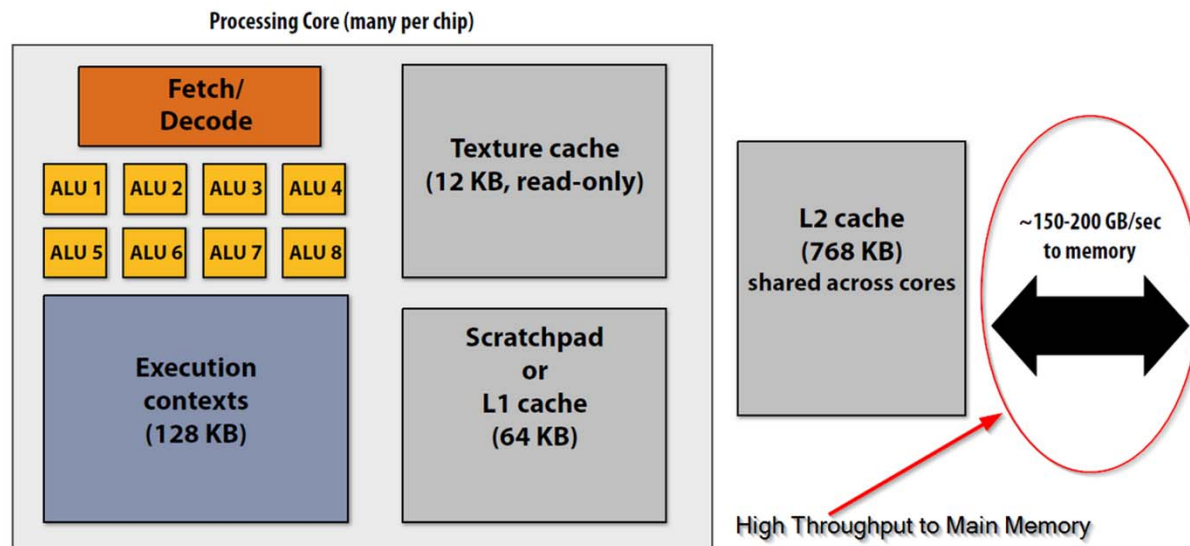 Processing Core (many per chip)
Fetch/
Decode
ALU 1
ALU 2
ALU 3
ALU 4
ALU 5
ALU 6
ALU 7
ALU 8
Execution
contexts
(128 KB)
Texture cache
(12 KB, read-only)
Scratchpad
or
L1 cache
(64 KB)
L2 cache
(768 KB)
shared across cores
~150-200 GB/sec
to memory
High Throughput to Main Memory